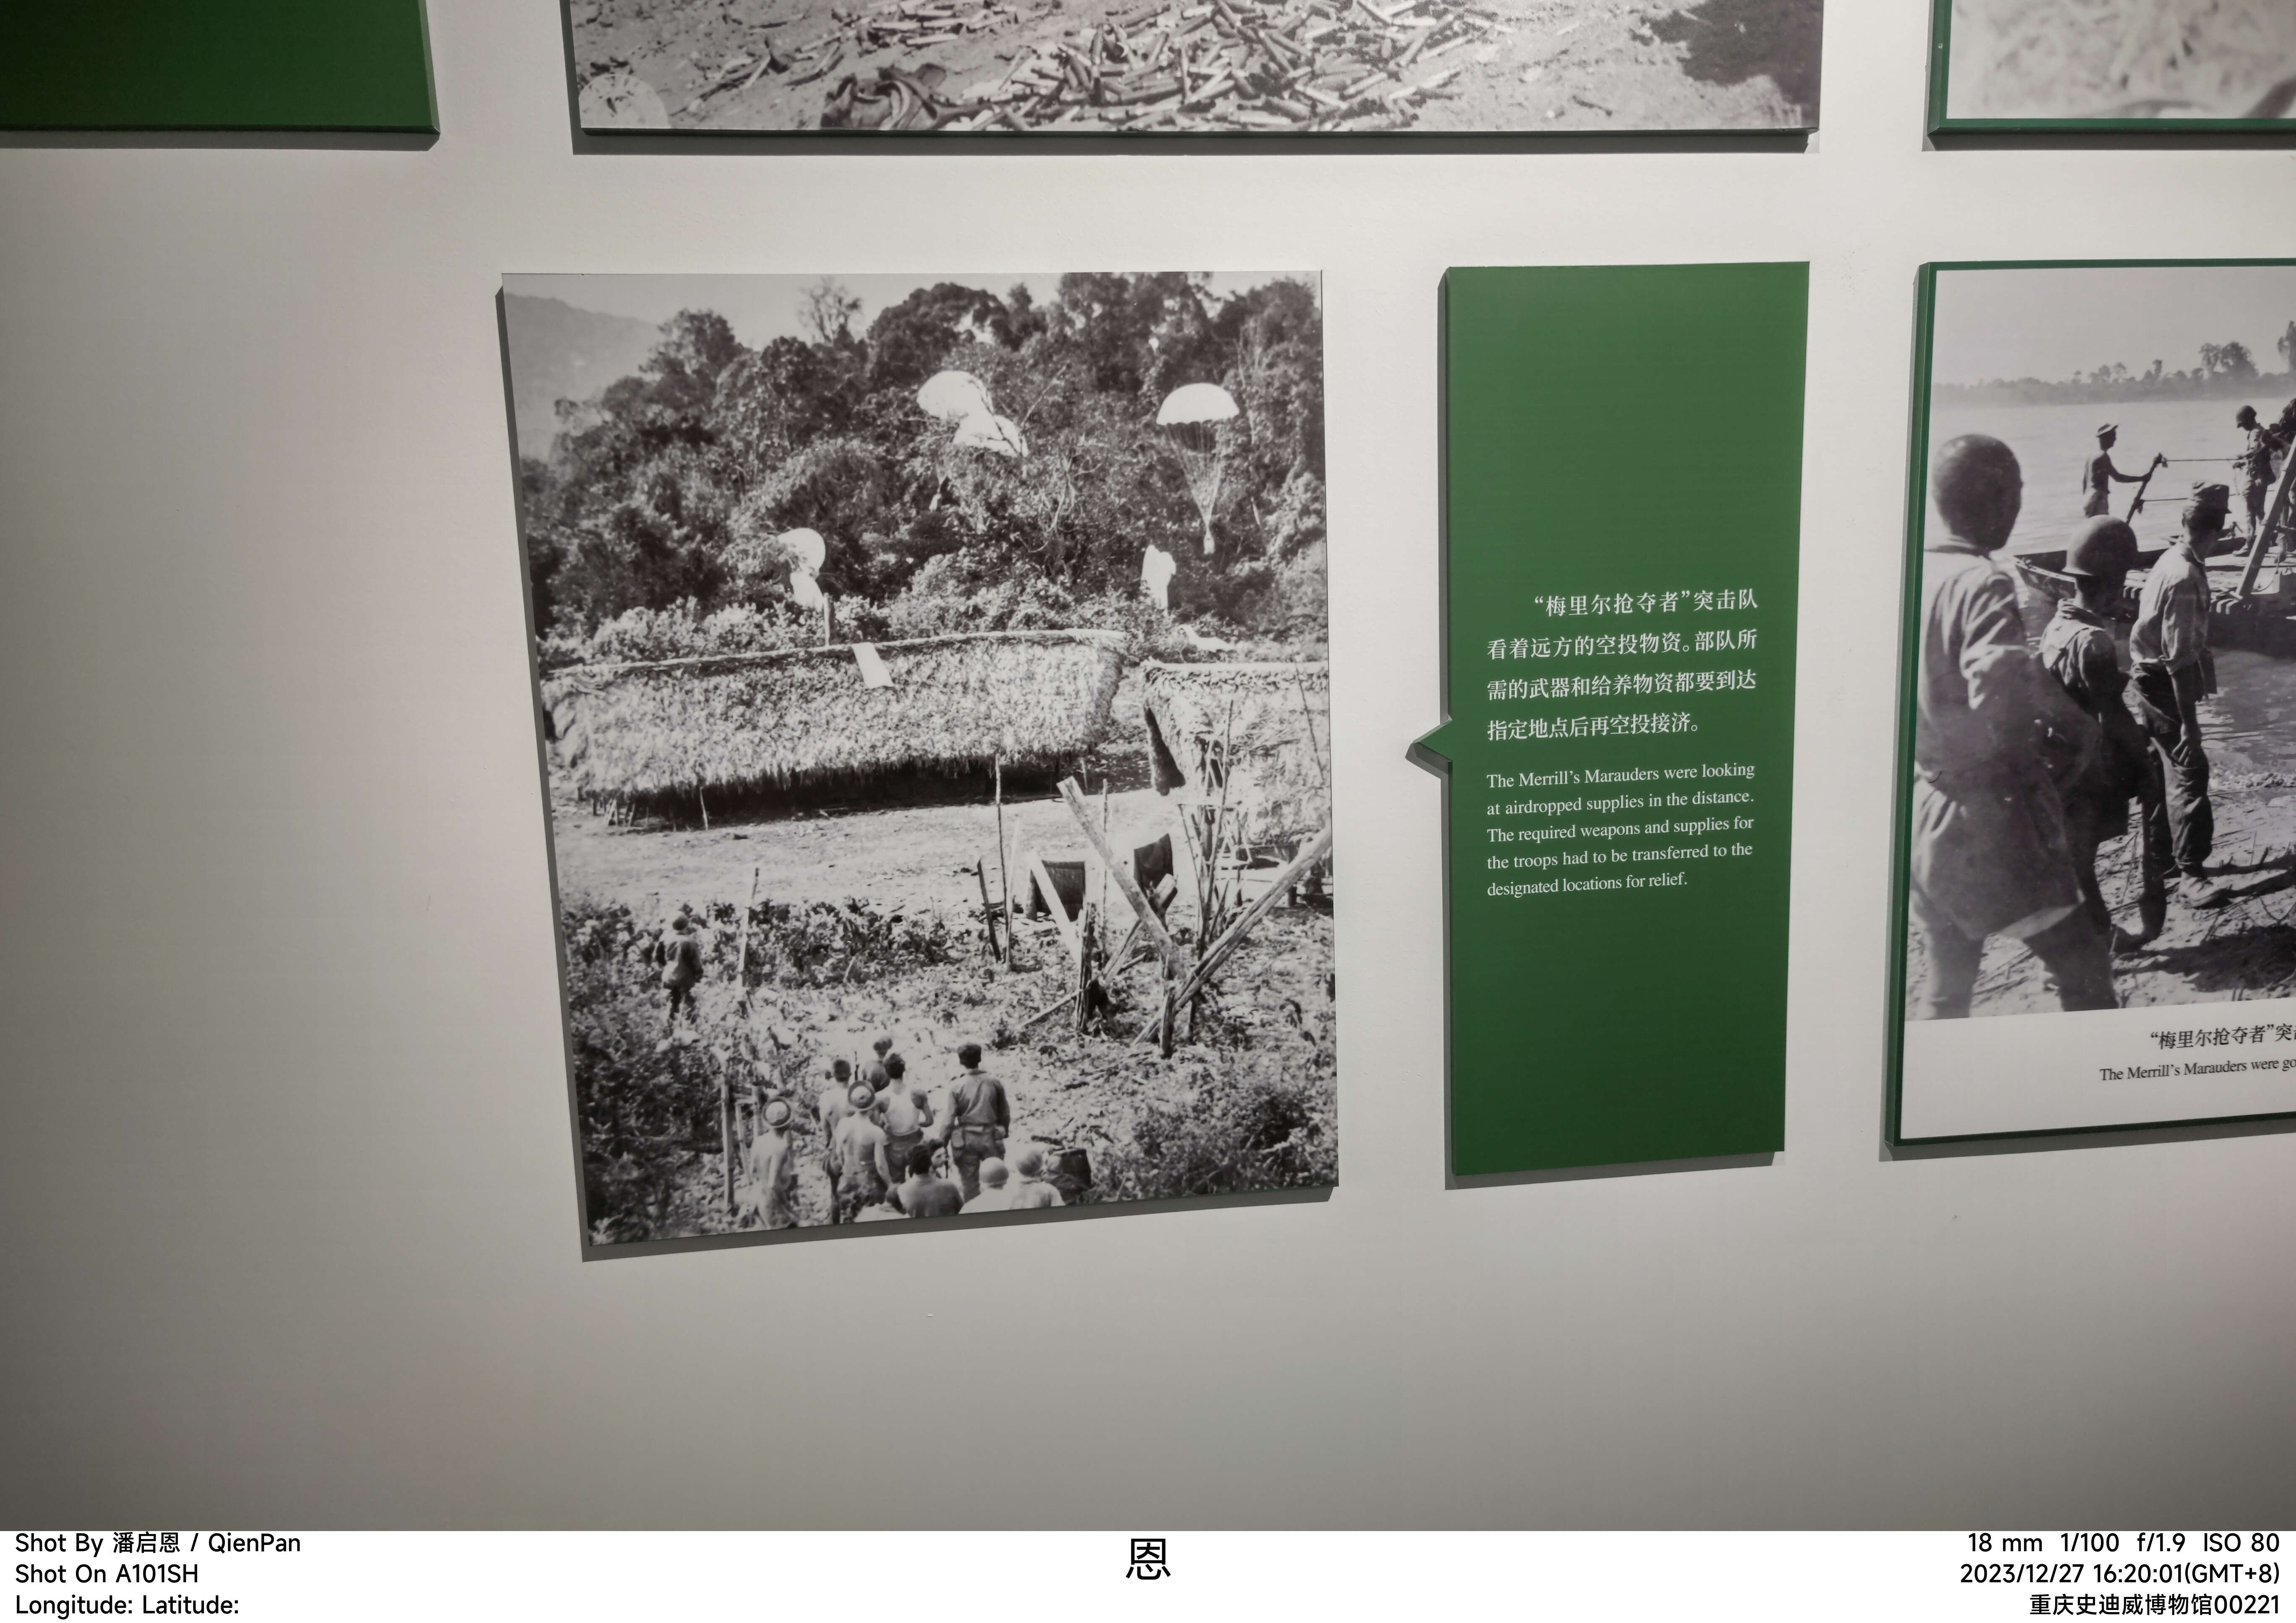 “梅里尔抢夺者”突击队
看着远方的空投物资。部队所
需的武器和给养物资都要到达
指定地点后再空投接济。
The Merrill’s Marauders were looking
at airdropped supplies in the distance.
The required weapons and supplies for
the troops had to be transferred to the
designated locations for relief.
“梅里尔抢夺者”突
The Merrill’s Marauders were go
Shot By 潘启恩 / QienPan
Shot On A101SH
Longitude: Latitude:
恩
18 mm 1/100 f/1.9 ISO 80
2023/12/27 16:20:01(GMT+8)
重庆史迪威博物馆00221